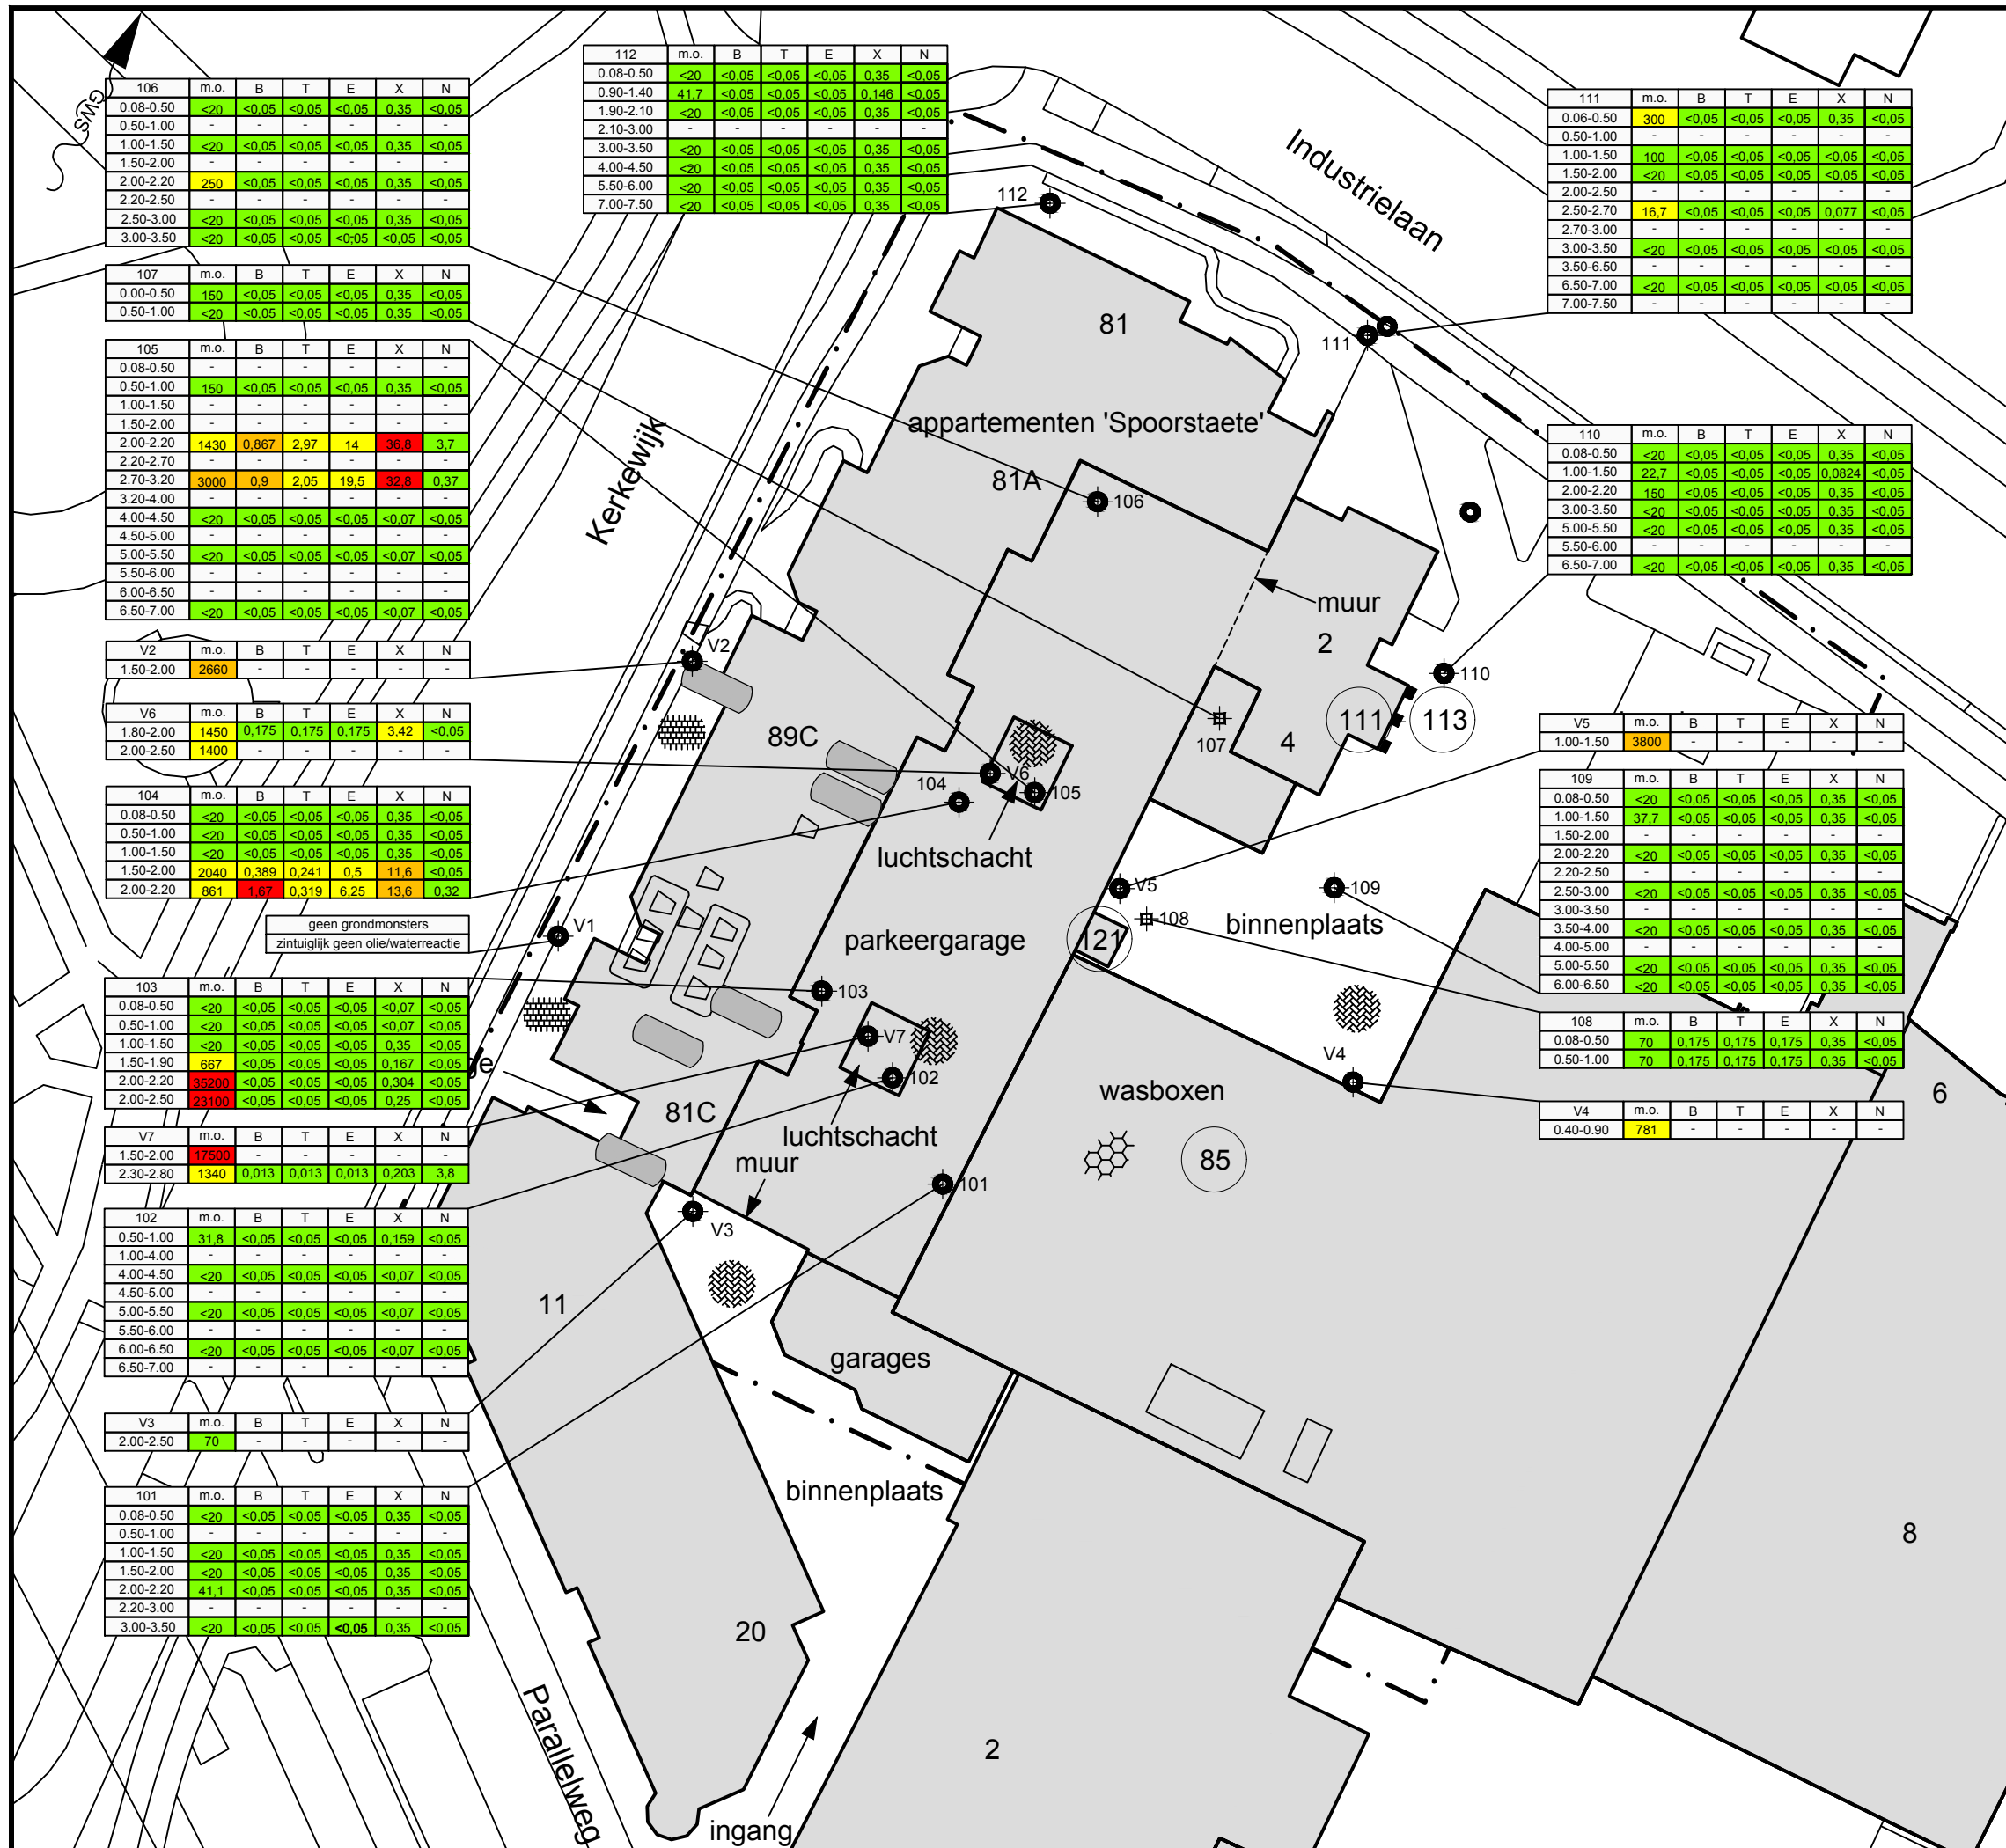 GWS
106 m.o. B T E X N
0.08-0.50 <20 <0,05 <0,05 <0,05 0,35 <0,05
0.50-1.00 - - - - - -
1.00-1.50 <20 <0,05 <0,05 <0,05 0,35 <0,05
1.50-2.00 - - - - - -
2.00-2.20 250 <0,05 <0,05 <0,05 0,35 <0,05
2.20-2.50 - - - - - -
2.50-3.00 <20 <0,05 <0,05 <0,05 0,35 <0,05
3.00-3.50 <20 <0,05 <0,05 <0,05 <0,05 <0,05
107 m.o. B T E X N
0.00-0.50 150 <0,05 <0,05 <0,05 0,35 <0,05
0.50-1.00 <20 <0,05 <0,05 <0,05 0,35 <0,05
105 m.o. B T E X N
0.08-0.50 - - - - - -
0.50-1.00 150 <0,05 <0,05 <0,05 0,35 <0,05
1.00-1.50 - - - - - -
1.50-2.00 - - - - - -
2.00-2.20 1430 0,867 2,97 14 36,8 3,7
2.20-2.70 - - - - - -
2.70-3.20 3000 0,9 2,05 19,5 32,8 0,37
3.20-4.00 - - - - - -
4.00-4.50 <20 <0,05 <0,05 <0,05 <0,07 <0,05
4.50-5.00 - - - - - -
5.00-5.50 <20 <0,05 <0,05 <0,05 <0,07 <0,05
5.50-6.00 - - - - - -
6.00-6.50 - - - - - -
6.50-7.00 <20 <0,05 <0,05 <0,05 <0,07 <0,05
V2 m.o. B T E X N
1.50-2.00 2660 - - - - -
V6 m.o. B T E X N
1.80-2.00 1450 0,175 0,175 0,175 3,42 <0,05
2.00-2.50 1400 - - - - -
104 m.o. B T E X N
0.08-0.50 <20 <0,05 <0,05 <0,05 0,35 <0,05
0.50-1.00 <20 <0,05 <0,05 <0,05 0,35 <0,05
1.00-1.50 <20 <0,05 <0,05 <0,05 0,35 <0,05
1.50-2.00 2040 0,389 0,241 0,5 11,6 <0,05
2.00-2.20 861 1,67 0,319 6,25 13,6 0,32
geen grondmonsters
zintuiglijk geen olie/waterreactie
103 m.o. B T E X N
0.08-0.50 <20 <0,05 <0,05 <0,05 <0,07 <0,05
0.50-1.00 <20 <0,05 <0,05 <0,05 <0,07 <0,05
1.00-1.50 <20 <0,05 <0,05 <0,05 0,35 <0,05
1.50-1.90 667 <0,05 <0,05 <0,05 0,167 <0,05
2.00-2.20 35200 <0,05 <0,05 <0,05 0,304 <0,05
2.00-2.50 23100 <0,05 <0,05 <0,05 0,25 <0,05
V7 m.o. B T E X N
1.50-2.00 17500 - - - - -
2.30-2.80 1340 0,013 0,013 0,013 0,203 3,8
102 m.o. B T E X N
0.50-1.00 31,8 <0,05 <0,05 <0,05 0,159 <0,05
1.00-4.00 - - - - - -
4.00-4.50 <20 <0,05 <0,05 <0,05 <0,07 <0,05
4.50-5.00 - - - - - -
5.00-5.50 <20 <0,05 <0,05 <0,05 <0,07 <0,05
5.50-6.00 - - - - - -
6.00-6.50 <20 <0,05 <0,05 <0,05 <0,07 <0,05
6.50-7.00 - - - - - -
V3 m.o. B T E X N
2.00-2.50 70 - - - - -
101 m.o. B T E X N
0.08-0.50 <20 <0,05 <0,05 <0,05 0,35 <0,05
0.50-1.00 - - - - - -
1.00-1.50 <20 <0,05 <0,05 <0,05 0,35 <0,05
1.50-2.00 <20 <0,05 <0,05 <0,05 0,35 <0,05
2.00-2.20 41,1 <0,05 <0,05 <0,05 0,35 <0,05
2.20-3.00 - - - - - -
3.00-3.50 <20 <0,05 <0,05 <0,05 0,35 <0,05
112 m.o. B T E X N
0.08-0.50 <20 <0,05 <0,05 <0,05 0,35 <0,05
0.90-1.40 41,7 <0,05 <0,05 <0,05 0,146 <0,05
1.90-2.10 <20 <0,05 <0,05 <0,05 0,35 <0,05
2.10-3.00 - - - - - -
3.00-3.50 <20 <0,05 <0,05 <0,05 0,35 <0,05
4.00-4.50 <20 <0,05 <0,05 <0,05 0,35 <0,05
5.50-6.00 <20 <0,05 <0,05 <0,05 0,35 <0,05
7.00-7.50 <20 <0,05 <0,05 <0,05 0,35 <0,05
111 m.o. B T E X N
0.06-0.50 300 <0,05 <0,05 <0,05 0,35 <0,05
0.50-1.00 - - - - - -
1.00-1.50 100 <0,05 <0,05 <0,05 <0,05 <0,05
1.50-2.00 <20 <0,05 <0,05 <0,05 <0,05 <0,05
2.00-2.50 - - - - - -
2.50-2.70 16,7 <0,05 <0,05 <0,05 0,077 <0,05
2.70-3.00 - - - - - -
3.00-3.50 <20 <0,05 <0,05 <0,05 <0,05 <0,05
3.50-6.50 - - - - - -
6.50-7.00 <20 <0,05 <0,05 <0,05 <0,05 <0,05
7.00-7.50 - - - - - -
110 m.o. B T E X N
0.08-0.50 <20 <0,05 <0,05 <0,05 0,35 <0,05
1.00-1.50 22,7 <0,05 <0,05 <0,05 0,0824 <0,05
2.00-2.20 150 <0,05 <0,05 <0,05 0,35 <0,05
3.00-3.50 <20 <0,05 <0,05 <0,05 0,35 <0,05
5.00-5.50 <20 <0,05 <0,05 <0,05 0,35 <0,05
5.50-6.00 - - - - - -
6.50-7.00 <20 <0,05 <0,05 <0,05 0,35 <0,05
V5 m.o. B T E X N
1.00-1.50 3800 - - - - -
109 m.o. B T E X N
0.08-0.50 <20 <0,05 <0,05 <0,05 0,35 <0,05
1.00-1.50 37,7 <0,05 <0,05 <0,05 0,35 <0,05
1.50-2.00 - - - - - -
2.00-2.20 <20 <0,05 <0,05 <0,05 0,35 <0,05
2.20-2.50 - - - - - -
2.50-3.00 <20 <0,05 <0,05 <0,05 0,35 <0,05
3.00-3.50 - - - - - -
3.50-4.00 <20 <0,05 <0,05 <0,05 0,35 <0,05
4.00-5.00 - - - - - -
5.00-5.50 <20 <0,05 <0,05 <0,05 0,35 <0,05
6.00-6.50 <20 <0,05 <0,05 <0,05 0,35 <0,05
108 m.o. B T E X N
0.08-0.50 70 0,175 0,175 0,175 0,35 <0,05
0.50-1.00 70 0,175 0,175 0,175 0,35 <0,05
V4 m.o. B T E X N
0.40-0.90 781 - - - - -
Industrielaan
112
81
111
appartementen 'Spoorstaete'
81A
106
Kerkewijk
muur
2
V2
110
107
111
113
89C
4
V6
104
105
luchtschacht
V5
109
108
binnenplaats
V1
121
parkeergarage
103
V7
V4
ge
102
wasboxen
6
81C
luchtschacht
muur
85
101
V3
11
garages
binnenplaats
8
20
Parallelweg
2
ingang